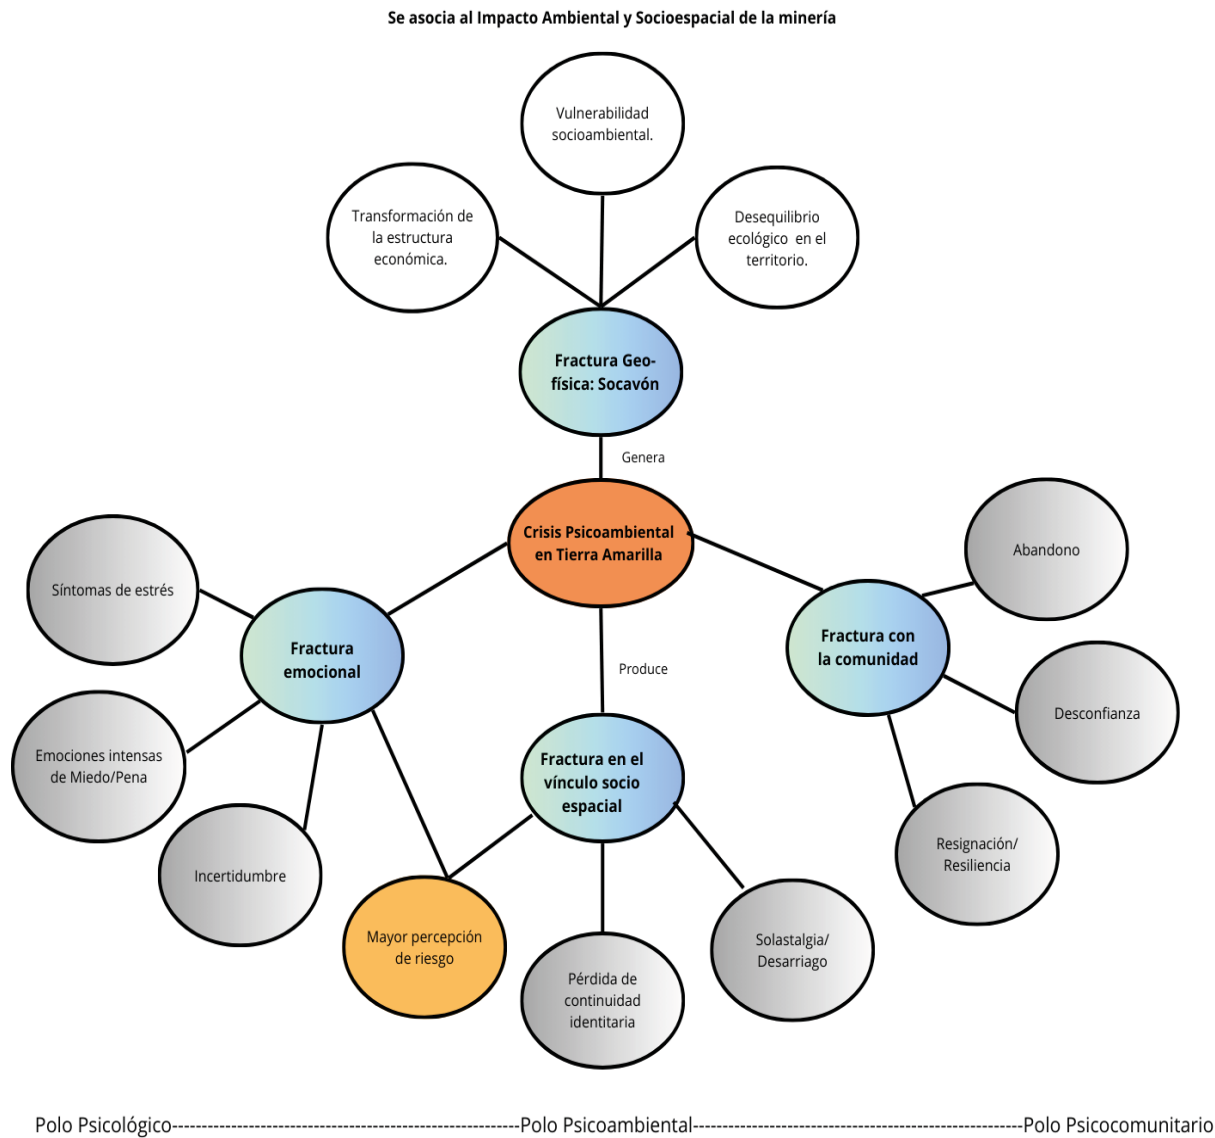 Se asocia al Impacto Ambiental y Socioespacial de la minería
Vulnerabilidad
socioambiental.
Transformación de
la estructura
económica.
Desequilibrio
ecológico en el
territorio.
Fractura Geo-
física: Socavón
Genera
Crisis Psicoambiental
en Tierra Amarilla
Abandono
Síntomas de estrés
Fractura
emocional
Fractura con
la comunidad
Produce
Desconfianza
Emociones intensas
de Miedo/Pena
Fractura en el
vínculo socio
espacial
Incertidumbre
Resignación/
Resiliencia
Mayor percepción
de riesgo
Solastalgia/
Desarriago
Pérdida de
continuidad
identitaria
Polo Psicológico-----------------------------------------------------------Polo Psicoambiental--------------------------------------------------------Polo Psicocomunitario